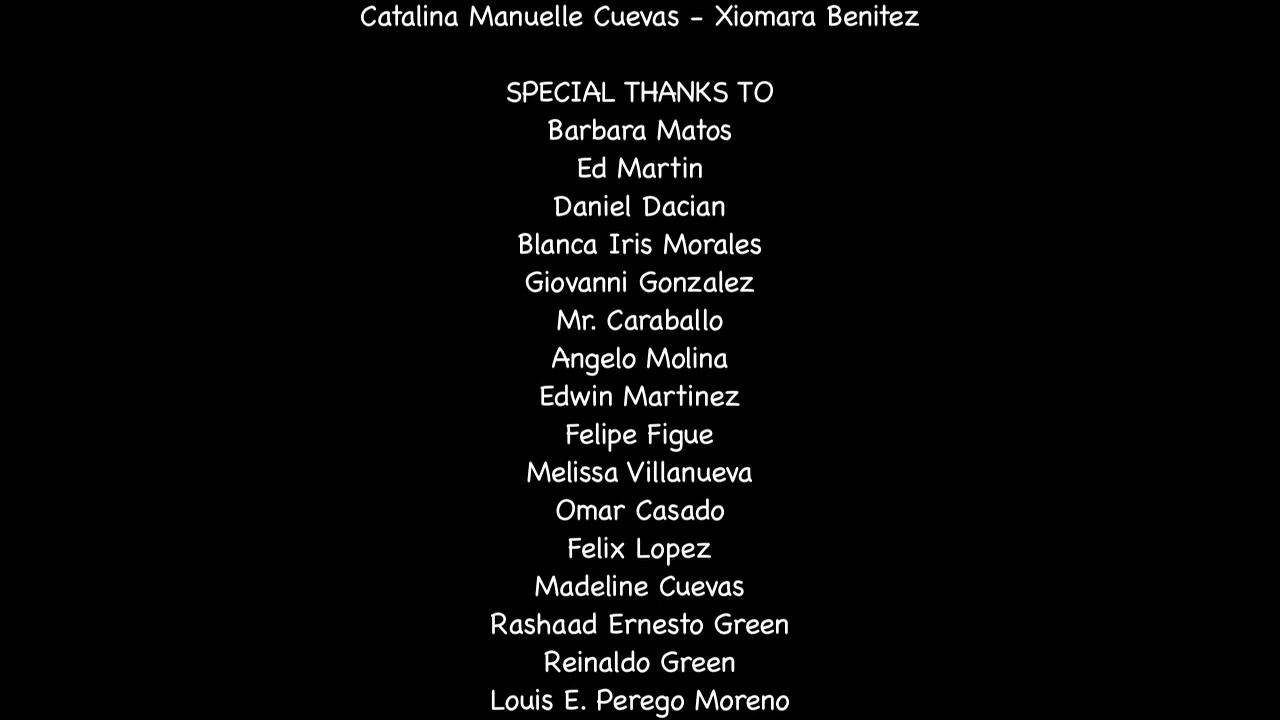 Catalina Manuelle Cuevas - Xiomara Benitez
SPECIAL THANKS TO
Barbara Matos
Ed Martin
Daniel Dacian
Blanca Iris Morales
Giovanni Gonzalez
Mr. Caraballo
Angelo Molina
Edwin Martinez
Felipe Figue
Melissa Villanueva
Omar Casado
Felix Lopez
Madeline Cuevas
Rashaad Ernesto Green
Reinaldo Green
Louis E. Perego Moreno